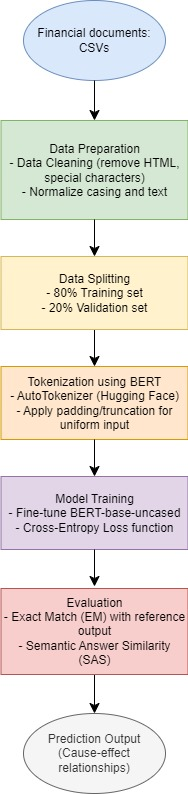 Financial documents:
CSVs
Data Preparation
- Data Cleaning (remove HTML,
special characters)
- Normalize casing and text
Data Splitting
- 80% Training set
- 20% Validation set
Tokenization using BERT
- AutoTokenizer (Hugging Face)
- Apply padding/truncation for
uniform input
Model Training
- Fine-tune BERT-base-uncased
- Cross-Entropy Loss function
Evaluation
- Exact Match (EM) with reference
output
- Semantic Answer Similarity
(SAS)
Prediction Output
(Cause-effect
relationships)